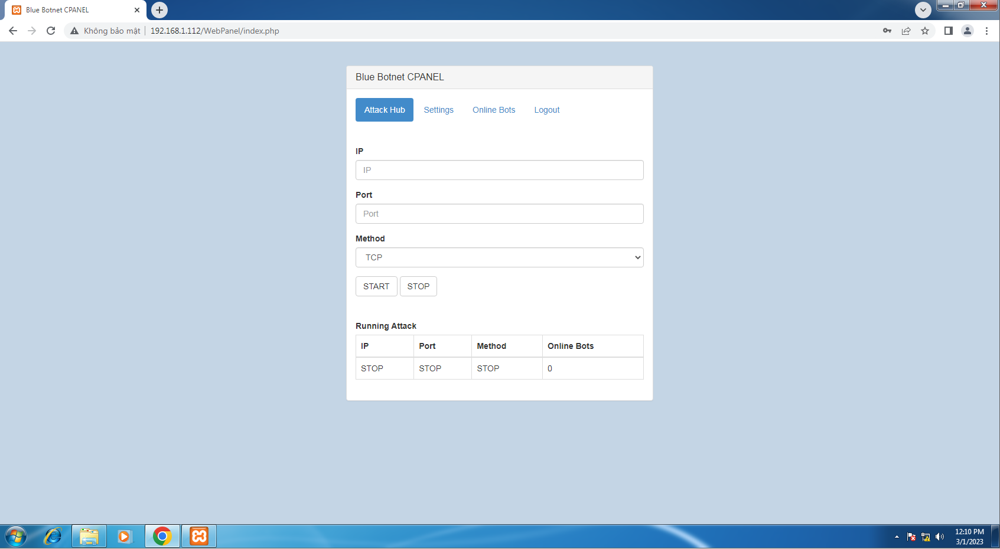 Blue Botnet CPANEL
Không bảo mật
192.168.1.112/WebPanel/index.php
Blue Botnet CPANEL
Attack Hub Settings Online Bots Logout
IP
IP
Port
Port
Method
TCP
START STOP
Running Attack
IP Port Method Online Bots
STOP STOP STOP 0
12:10 PM
3/1/2023